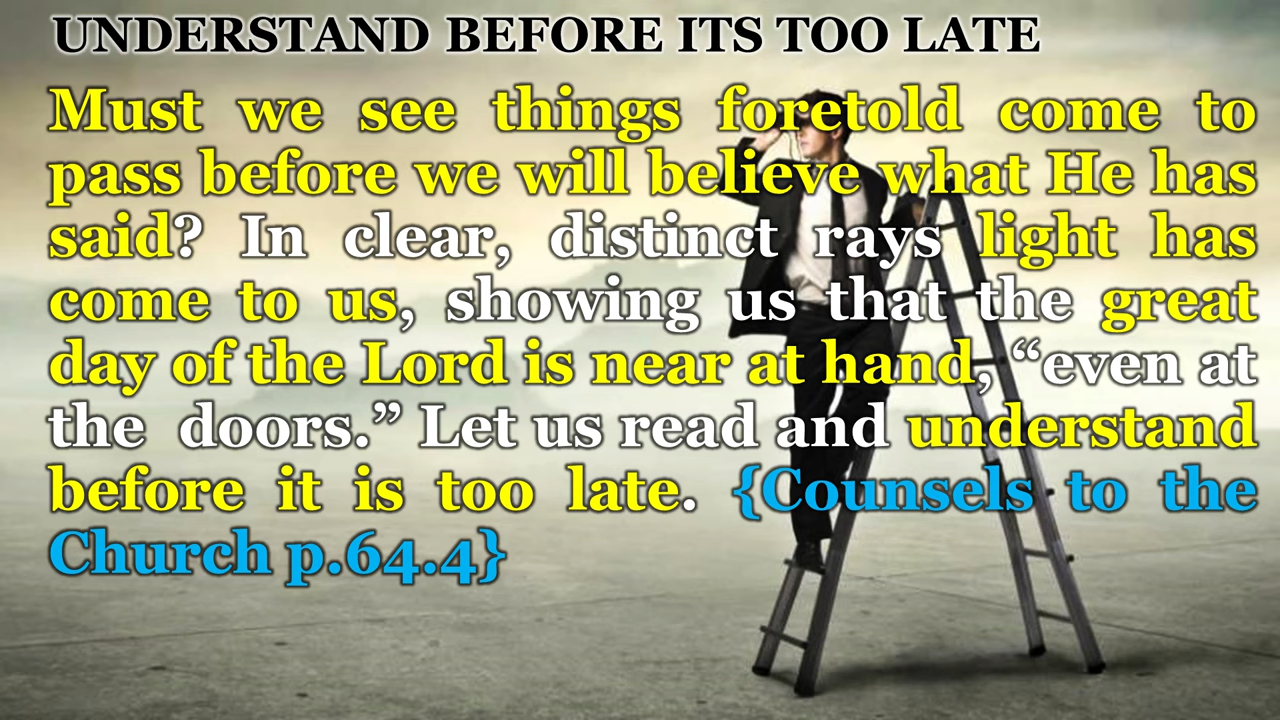 UNDERSTAND BEFORE ITS TOO LATE
Must we see things foretold come to
pass before we will believe what He has
said? In clear, distinct rays light has
come to us, showing us that the great
day of the Lord is near at hand, “even at
the doors.” Let us read and understand
before it is too late. {Counsels to the
Church p.64.4}